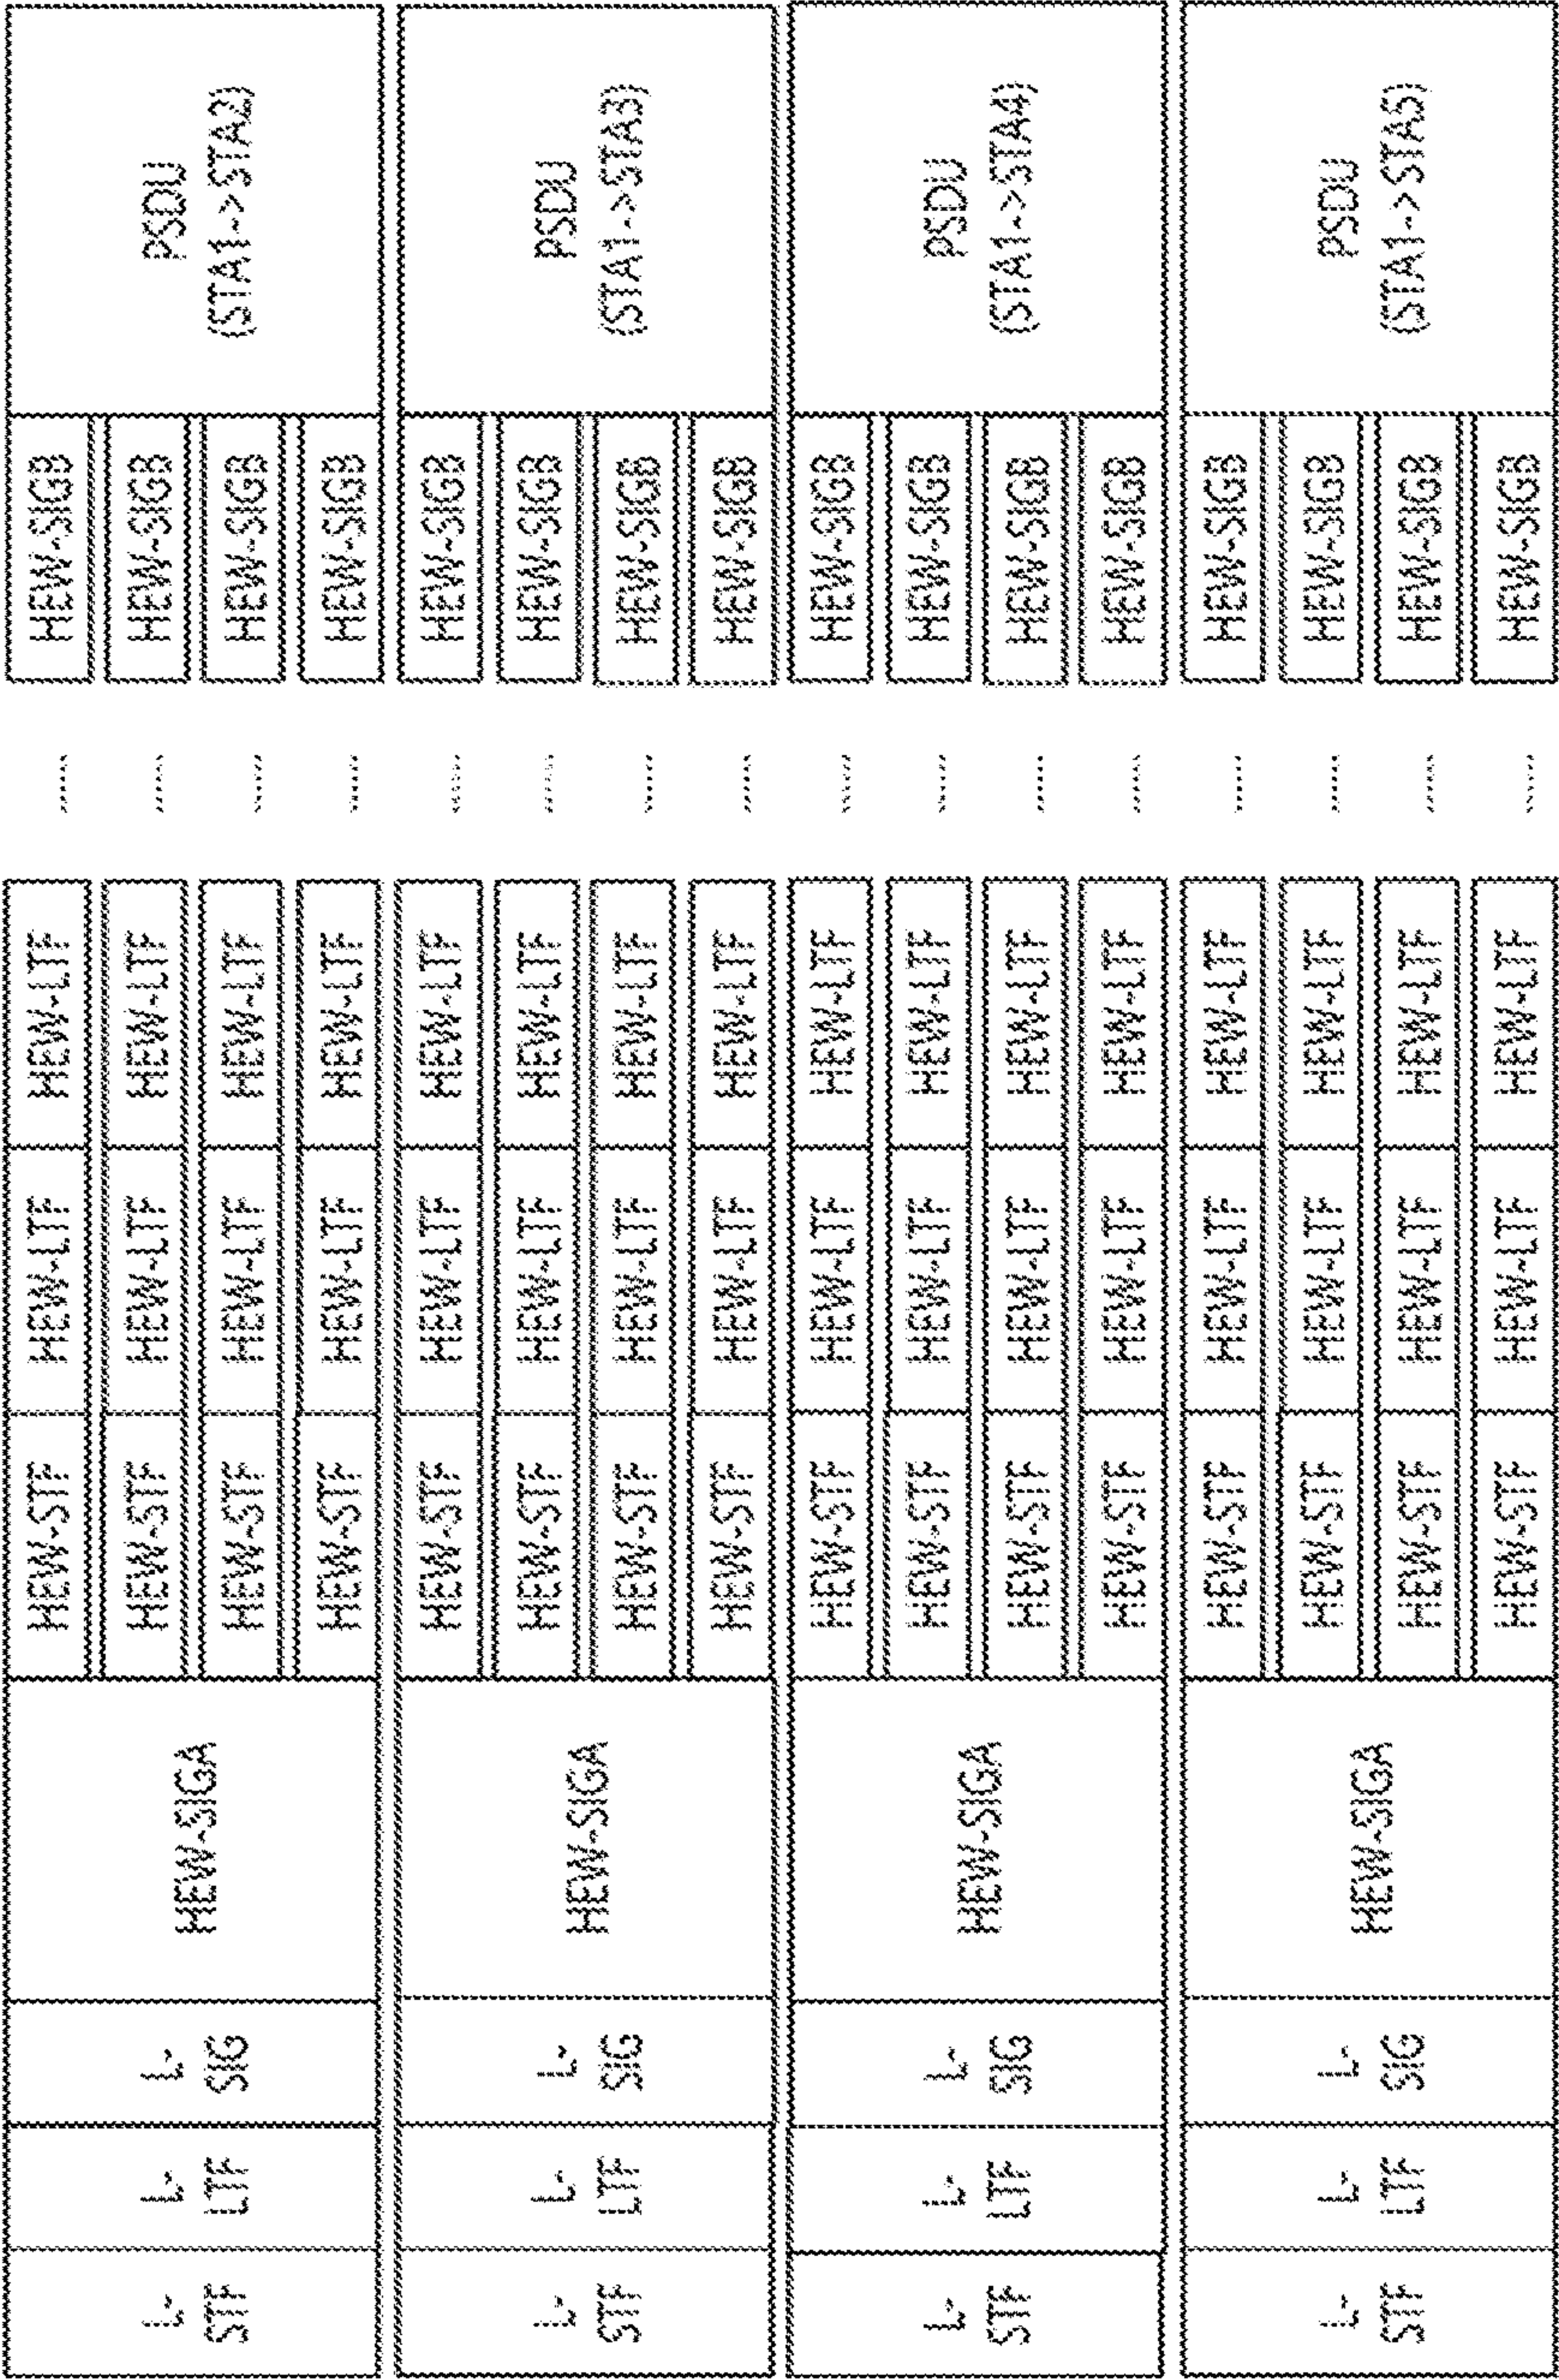 L-
STF
L-
LTF
L-
SIG
HEW-SIGA
HEW-STF HEW-LTF HEW-LTF ..... HEW-SIGB
HEW-STF HEW-LTF HEW-LTF ..... HEW-SIGB
HEW-STF HEW-LTF HEW-LTF ..... HEW-SIGB
HEW-STF HEW-LTF HEW-LTF ..... HEW-SIGB
PSDU
(STA1->STA2)
L-
STF
L-
LTF
L-
SIG
HEW-SIGA
HEW-STF HEW-LTF HEW-LTF ..... HEW-SIGB
HEW-STF HEW-LTF HEW-LTF ..... HEW-SIGB
HEW-STF HEW-LTF HEW-LTF ..... HEW-SIGB
HEW-STF HEW-LTF HEW-LTF ..... HEW-SIGB
PSDU
(STA1->STA3)
L-
STF
L-
LTF
L-
SIG
HEW-SIGA
HEW-STF HEW-LTF HEW-LTF ..... HEW-SIGB
HEW-STF HEW-LTF HEW-LTF ..... HEW-SIGB
HEW-STF HEW-LTF HEW-LTF ..... HEW-SIGB
HEW-STF HEW-LTF HEW-LTF ..... HEW-SIGB
PSDU
(STA1->STA4)
L-
STF
L-
LTF
L-
SIG
HEW-SIGA
HEW-STF HEW-LTF HEW-LTF ..... HEW-SIGB
HEW-STF HEW-LTF HEW-LTF ..... HEW-SIGB
HEW-STF HEW-LTF HEW-LTF ..... HEW-SIGB
HEW-STF HEW-LTF HEW-LTF ..... HEW-SIGB
PSDU
(STA1->STA5)